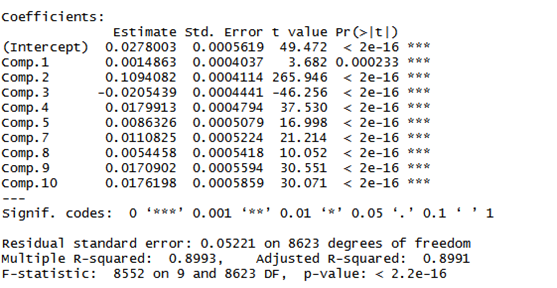 Coefficients:
Estimate Std. Error t value Pr(>|t|)
(Intercept) 0.0278003 0.0005619 49.472 < 2e-16 ***
Comp.1 0.0014863 0.0004037 3.682 0.000233 ***
Comp.2 0.1094082 0.0004114 265.946 < 2e-16 ***
Comp.3 -0.0205439 0.0004441 -46.256 < 2e-16 ***
Comp.4 0.0179913 0.0004794 37.530 < 2e-16 ***
Comp.5 0.0086326 0.0005079 16.998 < 2e-16 ***
Comp.7 0.0110825 0.0005224 21.214 < 2e-16 ***
Comp.8 0.0054458 0.0005418 10.052 < 2e-16 ***
Comp.9 0.0170902 0.0005594 30.551 < 2e-16 ***
Comp.10 0.0176198 0.0005859 30.071 < 2e-16 ***
---
Signif. codes: 0 ‘***’ 0.001 ‘**’ 0.01 ‘*’ 0.05 ‘.’ 0.1 ‘ ’ 1
Residual standard error: 0.05221 on 8623 degrees of freedom
Multiple R-squared: 0.8993, Adjusted R-squared: 0.8991
F-statistic: 8552 on 9 and 8623 DF, p-value: < 2.2e-16